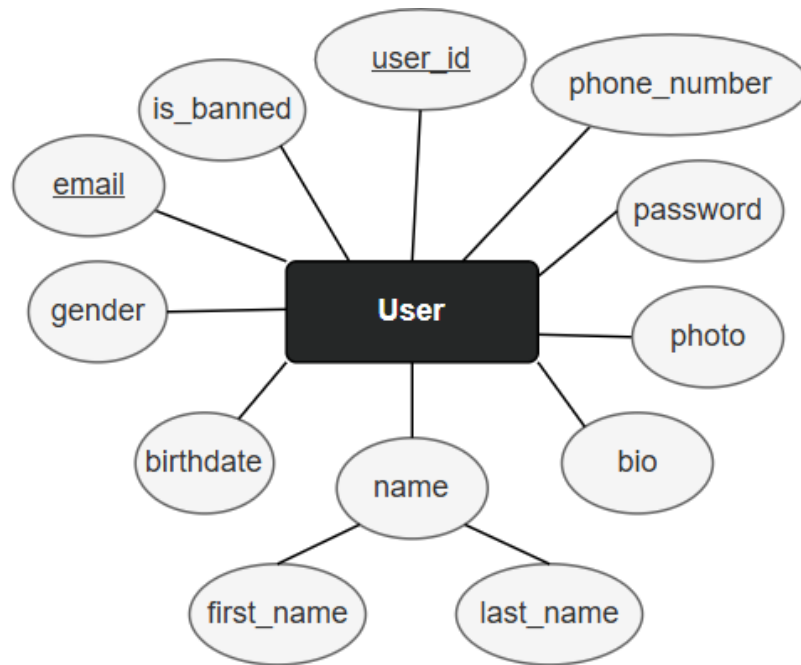 user_id
phone_number
is_banned
email
password
gender
User
photo
birthdate
name
bio
first_name
last_name